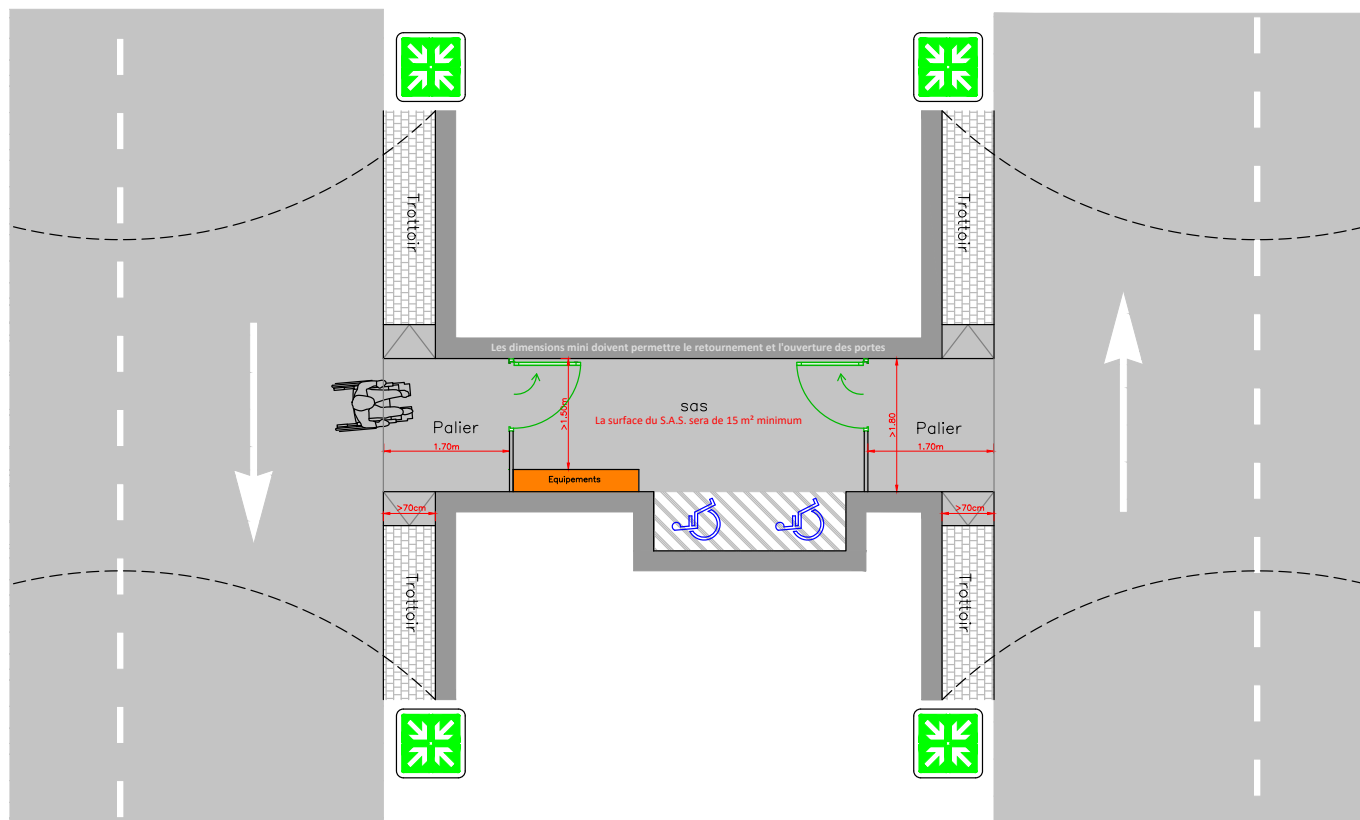 Trottoir
Trottoir
Les dimensions mini doivent permettre le retournement et l'ouverture des portes
>1.50m
sas
La surface du S.A.S. sera de 15 m² minimum
>1.80
Palier
Palier
1.70m
1.70m
Equipements
>70cm
>70cm
Trottoir
Trottoir